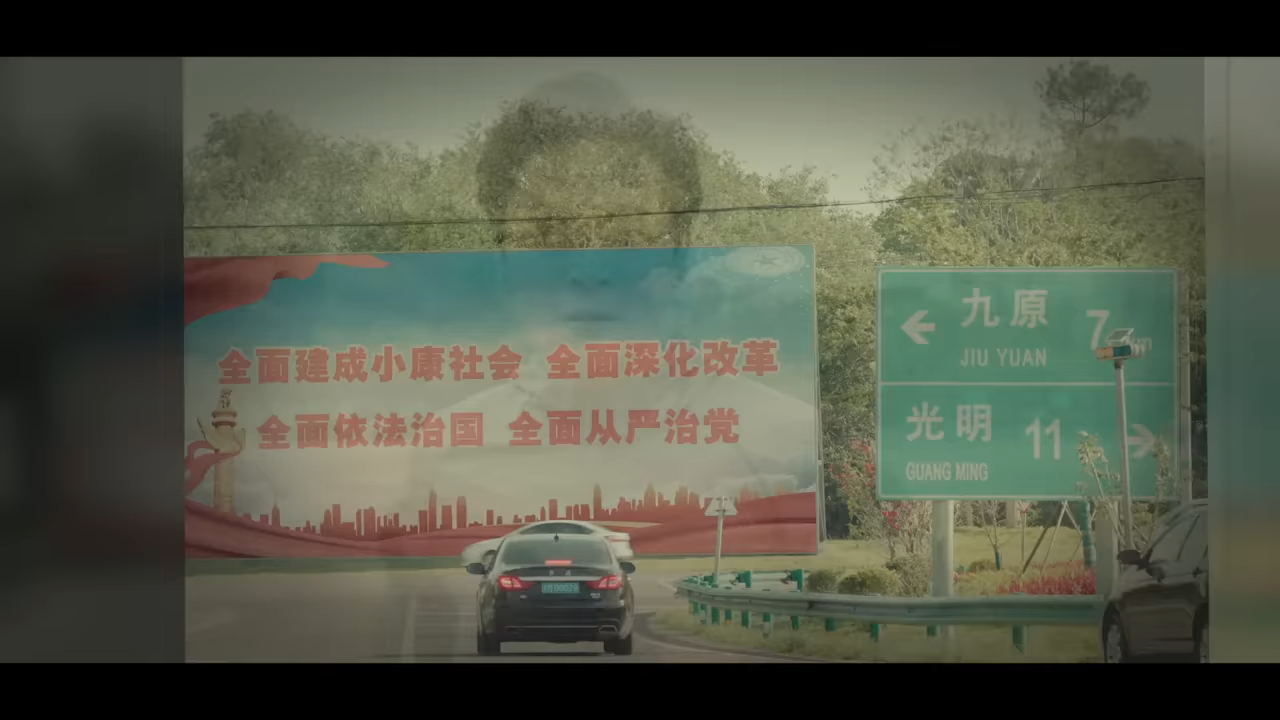 全面建成小康社会 全面深化改革
全面依法治国 全面从严治党
九原 7km
JIU YUAN
光明 11
GUANG MING